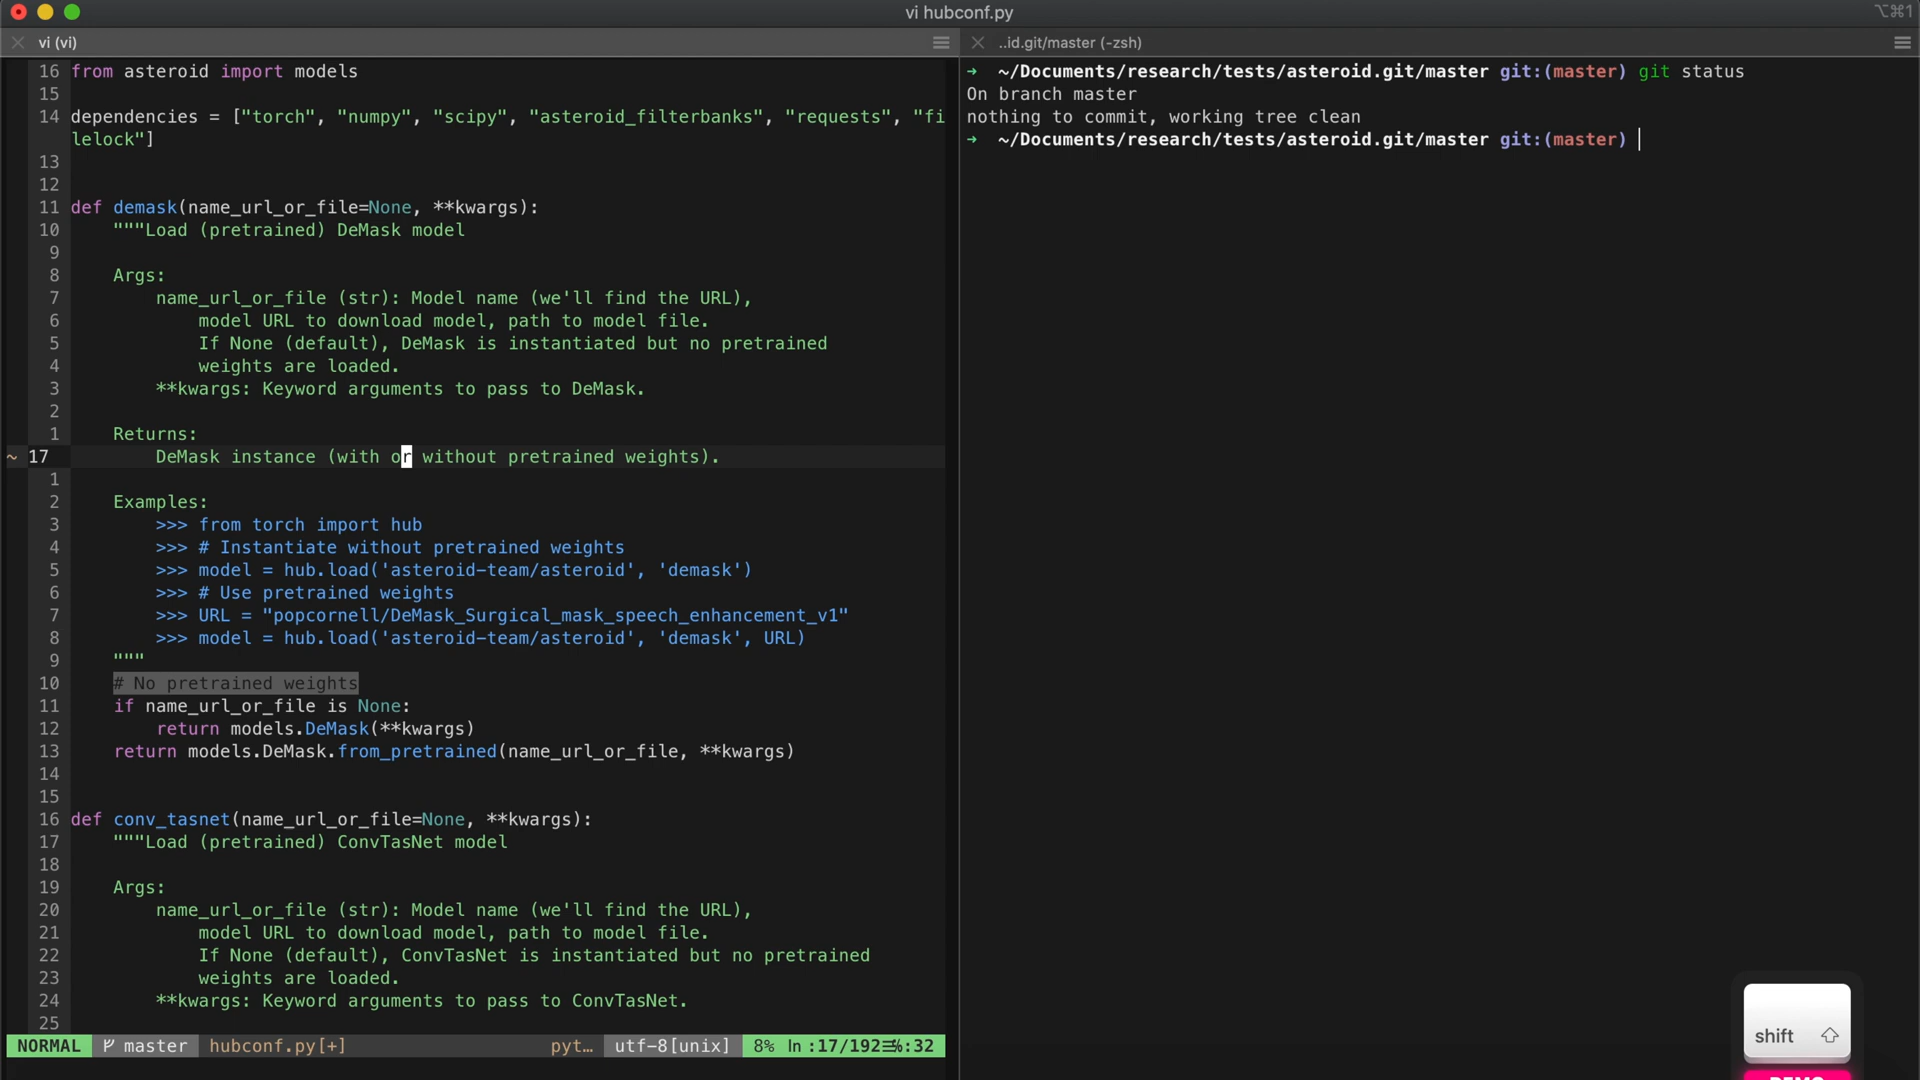 vi hubconf.py
⌥⌘1
vi (vi)
..id.git/master (-zsh)
16 from asteroid import models
15
14 dependencies = ["torch", "numpy", "scipy", "asteroid_filterbanks", "requests", "fi
lelock"]
13
12
11 def demask(name_url_or_file=None, **kwargs):
10     """Load (pretrained) DeMask model
9
8     Args:
7         name_url_or_file (str): Model name (we'll find the URL),
6             model URL to download model, path to model file.
5             If None (default), DeMask is instantiated but no pretrained
4             weights are loaded.
3         **kwargs: Keyword arguments to pass to DeMask.
2
1     Returns:
~ 17         DeMask instance (with or without pretrained weights).
1
2     Examples:
3         >>> from torch import hub
4         >>> # Instantiate without pretrained weights
5         >>> model = hub.load('asteroid-team/asteroid', 'demask')
6         >>> # Use pretrained weights
7         >>> URL = "popcornell/DeMask_Surgical_mask_speech_enhancement_v1"
8         >>> model = hub.load('asteroid-team/asteroid', 'demask', URL)
9     """
10     # No pretrained weights
11     if name_url_or_file is None:
12         return models.DeMask(**kwargs)
13     return models.DeMask.from_pretrained(name_url_or_file, **kwargs)
14
15
16 def conv_tasnet(name_url_or_file=None, **kwargs):
17     """Load (pretrained) ConvTasNet model
18
19     Args:
20         name_url_or_file (str): Model name (we'll find the URL),
21             model URL to download model, path to model file.
22             If None (default), ConvTasNet is instantiated but no pretrained
23             weights are loaded.
24         **kwargs: Keyword arguments to pass to ConvTasNet.
25
NORMAL master hubconf.py[+] pyt… utf-8[unix] 8% ln :17/192☰%:32
➜ ~/Documents/research/tests/asteroid.git/master git:(master) git status
On branch master
nothing to commit, working tree clean
➜ ~/Documents/research/tests/asteroid.git/master git:(master)
shift ⇧